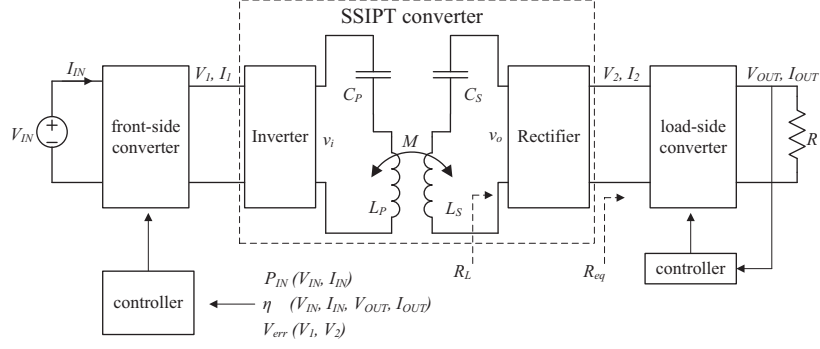 SSIPT converter
I_IN
V_1, I_1
V_2, I_2
V_OUT, I_OUT
C_P
C_S
V_IN
front-side
converter
Inverter
v_i
M
v_o
Rectifier
load-side
converter
R
L_P
L_S
R_L
R_eq
controller
controller
P_IN (V_IN, I_IN)
η (V_IN, I_IN, V_OUT, I_OUT)
V_err (V_1, V_2)